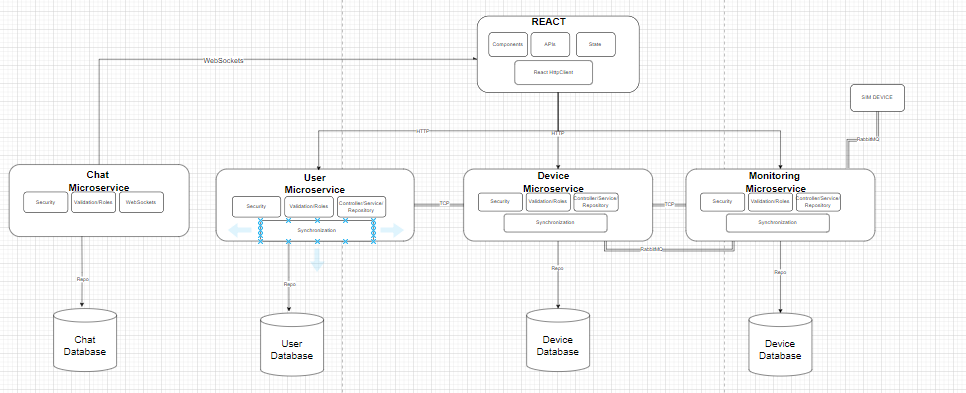 REACT
Components
APIs
State
React HttpClient
WebSockets
SIM DEVICE
HTTP
HTTP
RabbitMQ
Chat
Microservice
Security
Validation/Roles
WebSockets
User
Microservice
Security
Validation/Roles
Controller/Service/
Repository
Synchronization
TCP
Device
Microservice
Security
Validation/Roles
Controller/Service/
Repository
Synchronization
TCP
Monitoring
Microservice
Security
Validation/Roles
Controller/Service/
Repository
Synchronization
RabbitMQ
Repo
Repo
Repo
Repo
Chat
Database
User
Database
Device
Database
Device
Database